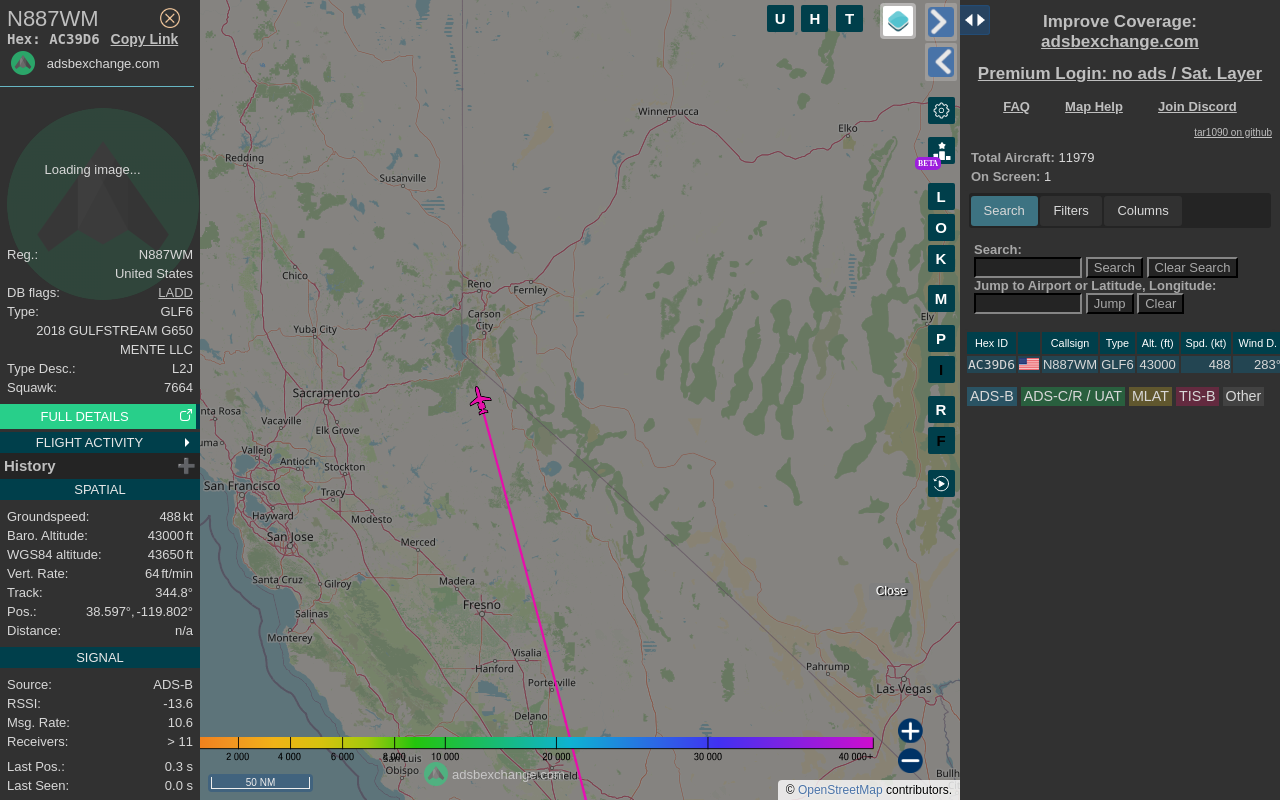 N887WM
Hex: AC39D6 Copy Link
adsbexchange.com
Loading image...
Reg.: N887WM
United States
DB flags: LADD
Type: GLF6
2018 GULFSTREAM G650
MENTE LLC
Type Desc.: L2J
Squawk: 7664
FULL DETAILS
FLIGHT ACTIVITY
History
SPATIAL
Groundspeed: 488 kt
Baro. Altitude: 43000 ft
WGS84 altitude: 43650 ft
Vert. Rate: 64 ft/min
Track: 344.8°
Pos.: 38.597°, -119.802°
Distance: n/a
SIGNAL
Source: ADS-B
RSSI: -13.6
Msg. Rate: 10.6
Receivers: > 11
Last Pos.: 0.3 s
Last Seen: 0.0 s
U H T
Winnemucca
Elko
Redding
Susanville
BETA
L
O
K
M
P
I
R
F
Chico
Reno
Fernley
Carson
City
Yuba City
Ely
Sacramento
nta Rosa
Vacaville
Elk Grove
uma
Vallejo
Antioch
Stockton
San Francisco
Tracy
Hayward
Modesto
San Jose
Merced
Santa Cruz
Gilroy
Madera
Close
Salinas
Fresno
Monterey
Visalia
Hanford
Pahrump
Porterville
Las Vegas
Delano
2 000 4 000 6 000 8 000 10 000 20 000 30 000 40 000+
San Luis
Obispo
adsbexchange.com
Bullh
50 NM
© OpenStreetMap contributors.
Improve Coverage:
adsbexchange.com
Premium Login: no ads / Sat. Layer
FAQ Map Help Join Discord
tar1090 on github
Total Aircraft: 11979
On Screen: 1
Search Filters Columns
Search:
Search Clear Search
Jump to Airport or Latitude, Longitude:
Jump Clear
Hex ID Callsign Type Alt. (ft) Spd. (kt) Wind D.
AC39D6 N887WM GLF6 43000 488 283°
ADS-B ADS-C/R / UAT MLAT TIS-B Other